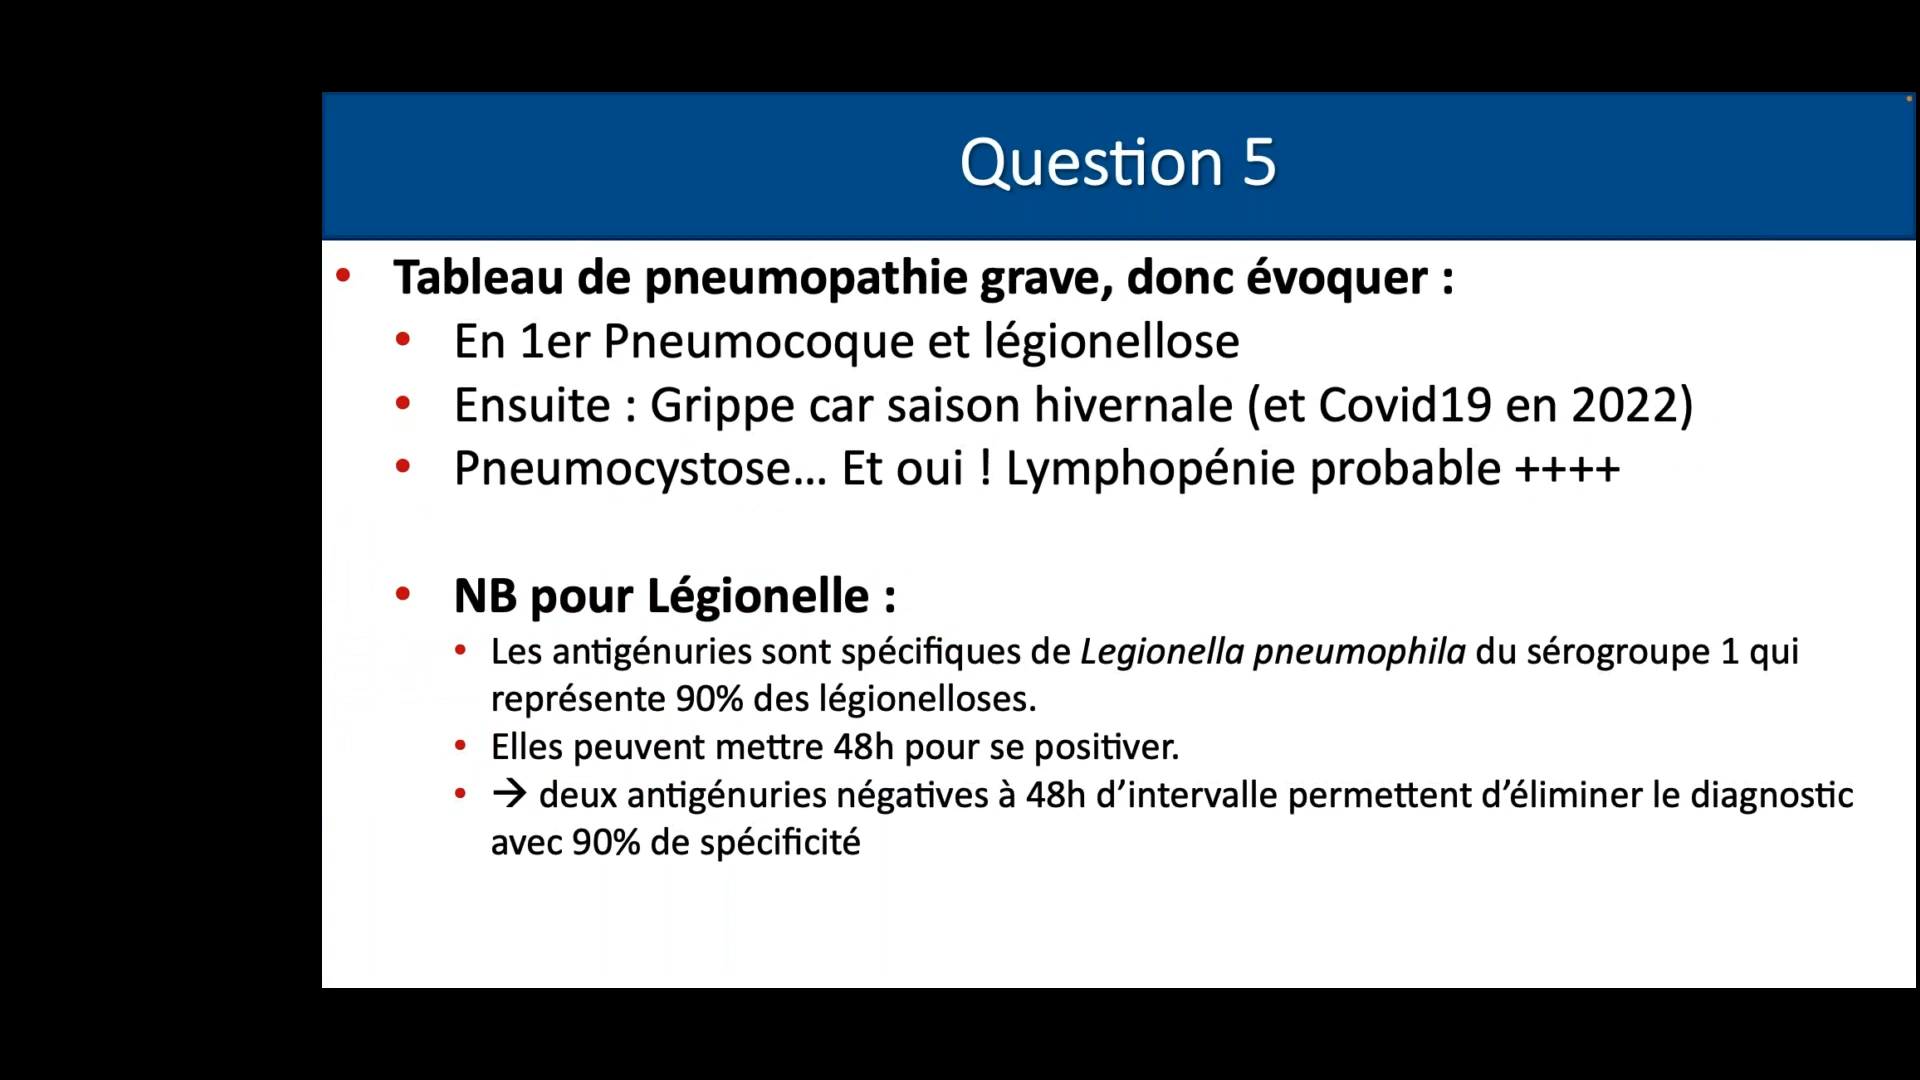 Question 5
• Tableau de pneumopathie grave, donc évoquer :
• En 1er Pneumocoque et légionellose
• Ensuite : Grippe car saison hivernale (et Covid19 en 2022)
• Pneumocystose... Et oui ! Lymphopénie probable ++++
• NB pour Légionelle :
• Les antigénuries sont spécifiques de Legionella pneumophila du sérogroupe 1 qui
représente 90% des légionelloses.
• Elles peuvent mettre 48h pour se positiver.
• → deux antigénuries négatives à 48h d’intervalle permettent d’éliminer le diagnostic
avec 90% de spécificité